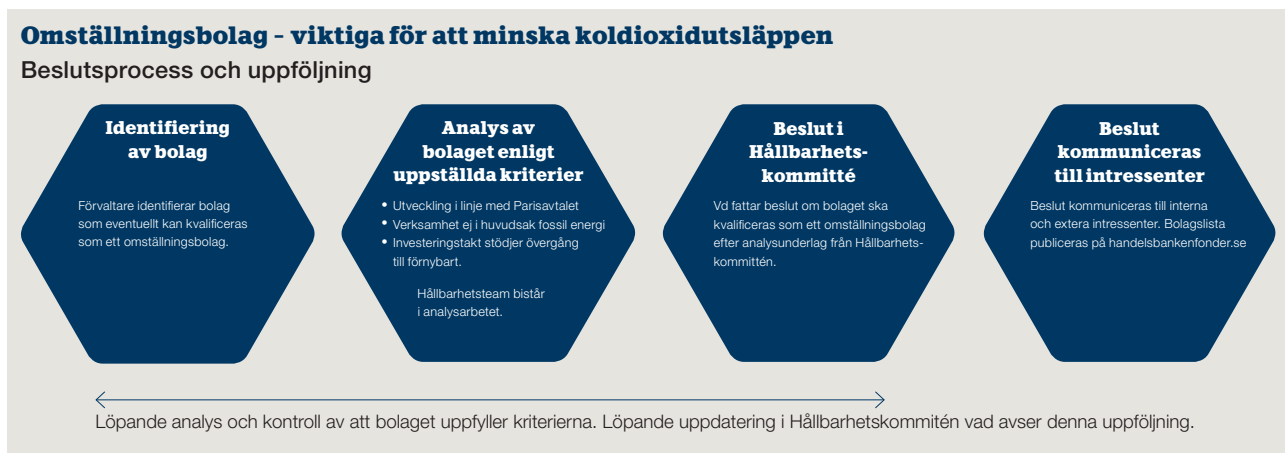 Omställningsbolag – viktiga för att minska koldioxidutsläppen
Beslutsprocess och uppföljning
Identifiering
av bolag
Förvaltare identifierar bolag
som eventuellt kan kvalificeras
som ett omställningsbolag.
Analys av
bolaget enligt
uppställda kriterier
• Utveckling i linje med Parisavtalet
• Verksamhet ej i huvudsak fossil energi
• Investeringstakt stödjer övergång
till förnybart.
Hållbarhetsteam bistår
i analysarbetet.
Beslut i
Hållbarhets-
kommitté
Vd fattar beslut om bolaget ska
kvalificeras som ett omställningsbolag
efter analysunderlag från Hållbarhets-
kommittén.
Beslut
kommuniceras
till intressenter
Beslut kommuniceras till interna
och extera intressenter. Bolagslista
publiceras på handelsbankenfonder.se
Löpande analys och kontroll av att bolaget uppfyller kriterierna. Löpande uppdatering i Hållbarhetskommitén vad avser denna uppföljning.